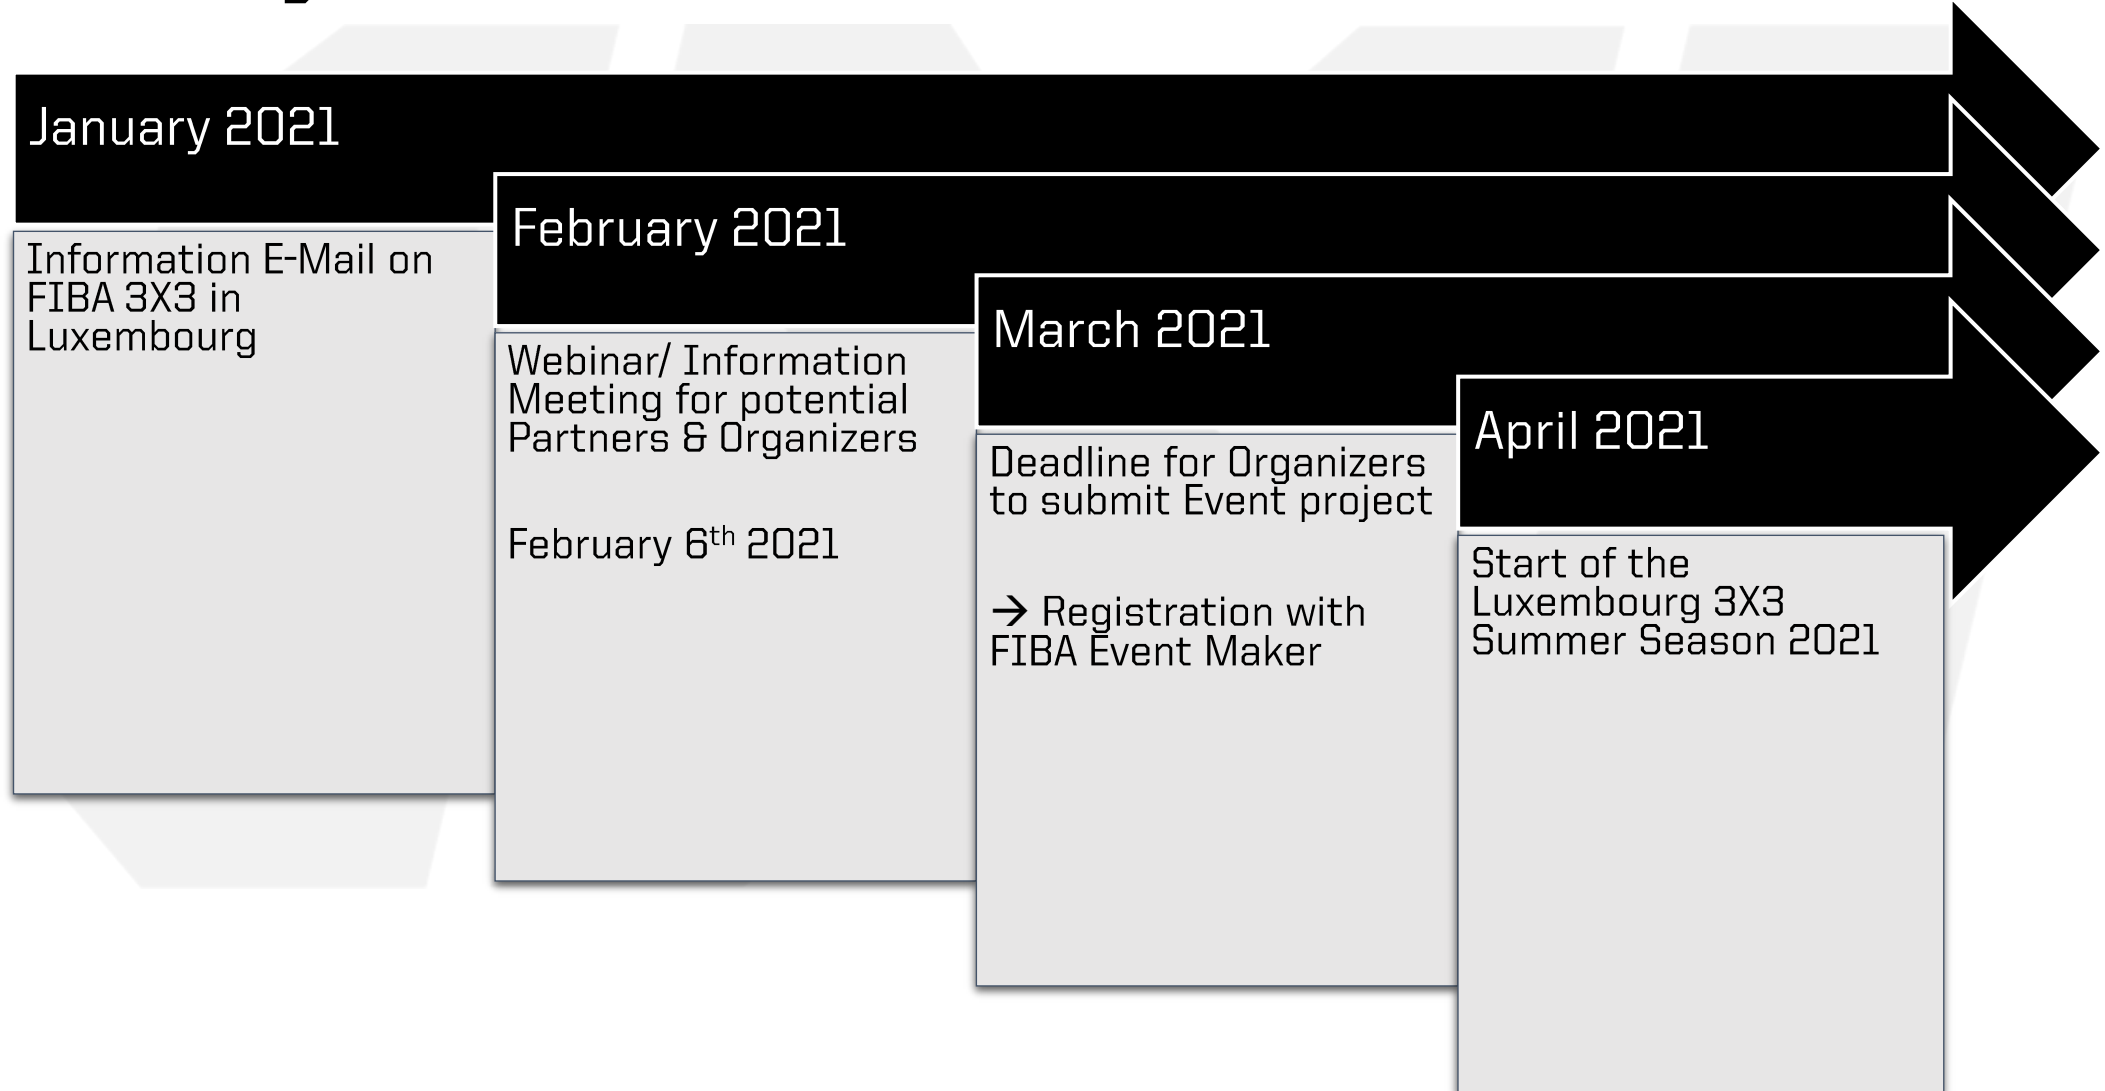 January 2021
Information E-Mail on
FIBA 3X3 in
Luxembourg
February 2021
Webinar/ Information
Meeting for potential
Partners & Organizers
February 6th 2021
March 2021
Deadline for Organizers
to submit Event project
→ Registration with
FIBA Event Maker
April 2021
Start of the
Luxembourg 3X3
Summer Season 2021